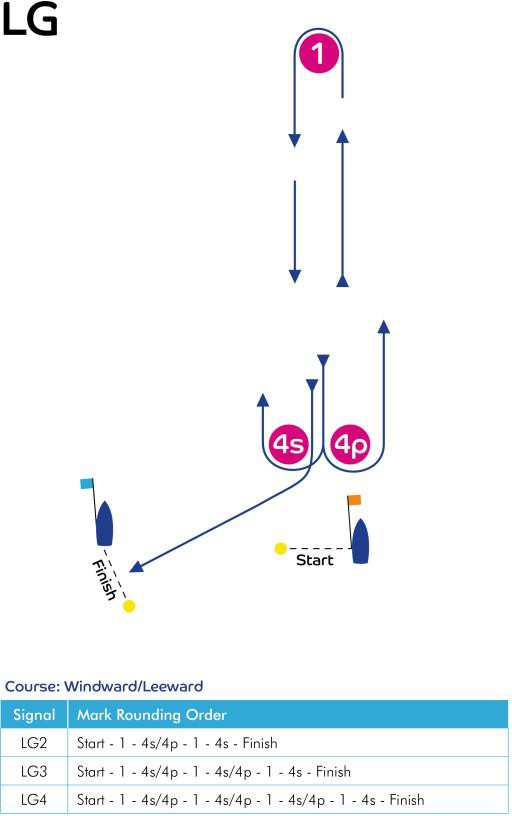 LG
1
4s 4p
Start
Finish
Course: Windward/Leeward
Signal Mark Rounding Order
LG2 Start - 1 - 4s/4p - 1 - 4s - Finish
LG3 Start - 1 - 4s/4p - 1 - 4s/4p - 1 - 4s - Finish
LG4 Start - 1 - 4s/4p - 1 - 4s/4p - 1 - 4s/4p - 1 - 4s - Finish